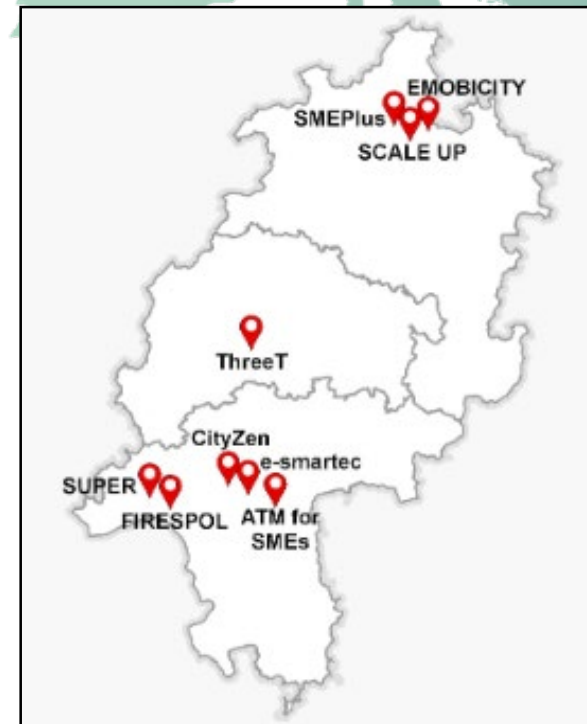 EMOBICITY
SMEPlus
SCALE UP
ThreeT
CityZen
e-smartec
SUPER
FIRESPOL
ATM for
SMEs